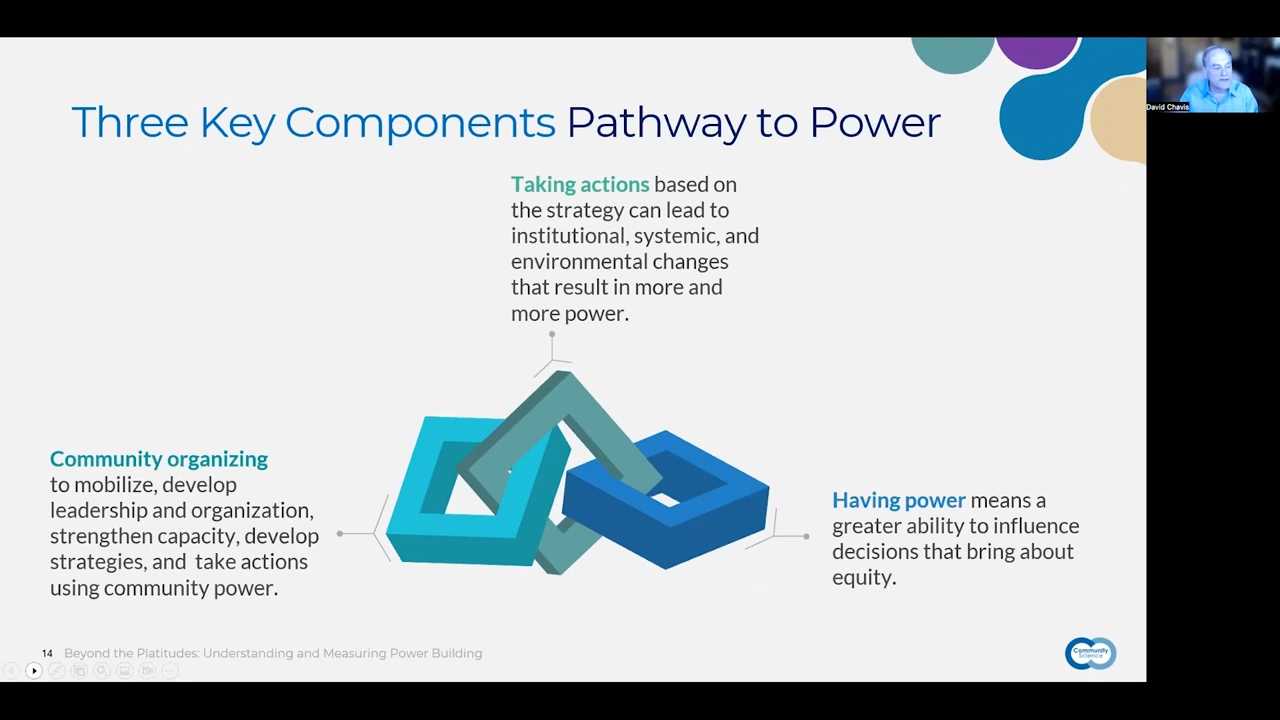 Three Key Components Pathway to Power
David Chavis
Taking actions based on
the strategy can lead to
institutional, systemic, and
environmental changes
that result in more and
more power.
Community organizing
to mobilize, develop
leadership and organization,
strengthen capacity, develop
strategies, and take actions
using community power.
Having power means a
greater ability to influence
decisions that bring about
equity.
14 Beyond the Platitudes: Understanding and Measuring Power Building
Community
Science